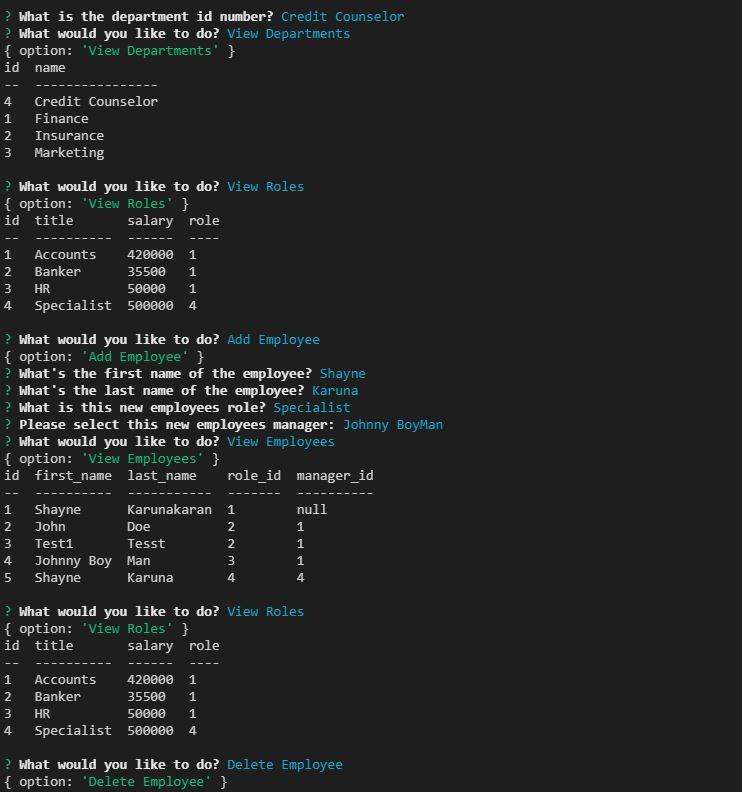 ? What is the department id number? Credit Counselor
? What would you like to do? View Departments
{ option: 'View Departments' }
id  name
--  ----------------
4   Credit Counselor
1   Finance
2   Insurance
3   Marketing
? What would you like to do? View Roles
{ option: 'View Roles' }
id  title       salary  role
--  ----------  ------  ----
1   Accounts    420000  1
2   Banker      35500   1
3   HR          50000   1
4   Specialist  500000  4
? What would you like to do? Add Employee
{ option: 'Add Employee' }
? What's the first name of the employee? Shayne
? What's the last name of the employee? Karuna
? What is this new employees role? Specialist
? Please select this new employees manager: Johnny BoyMan
? What would you like to do? View Employees
{ option: 'View Employees' }
id  first_name  last_name    role_id  manager_id
--  ----------  -----------  -------  ----------
1   Shayne      Karunakaran  1        null
2   John        Doe          2        1
3   Test1       Tesst        2        1
4   Johnny Boy  Man          3        1
5   Shayne      Karuna       4        4
? What would you like to do? View Roles
{ option: 'View Roles' }
id  title       salary  role
--  ----------  ------  ----
1   Accounts    420000  1
2   Banker      35500   1
3   HR          50000   1
4   Specialist  500000  4
? What would you like to do? Delete Employee
{ option: 'Delete Employee' }